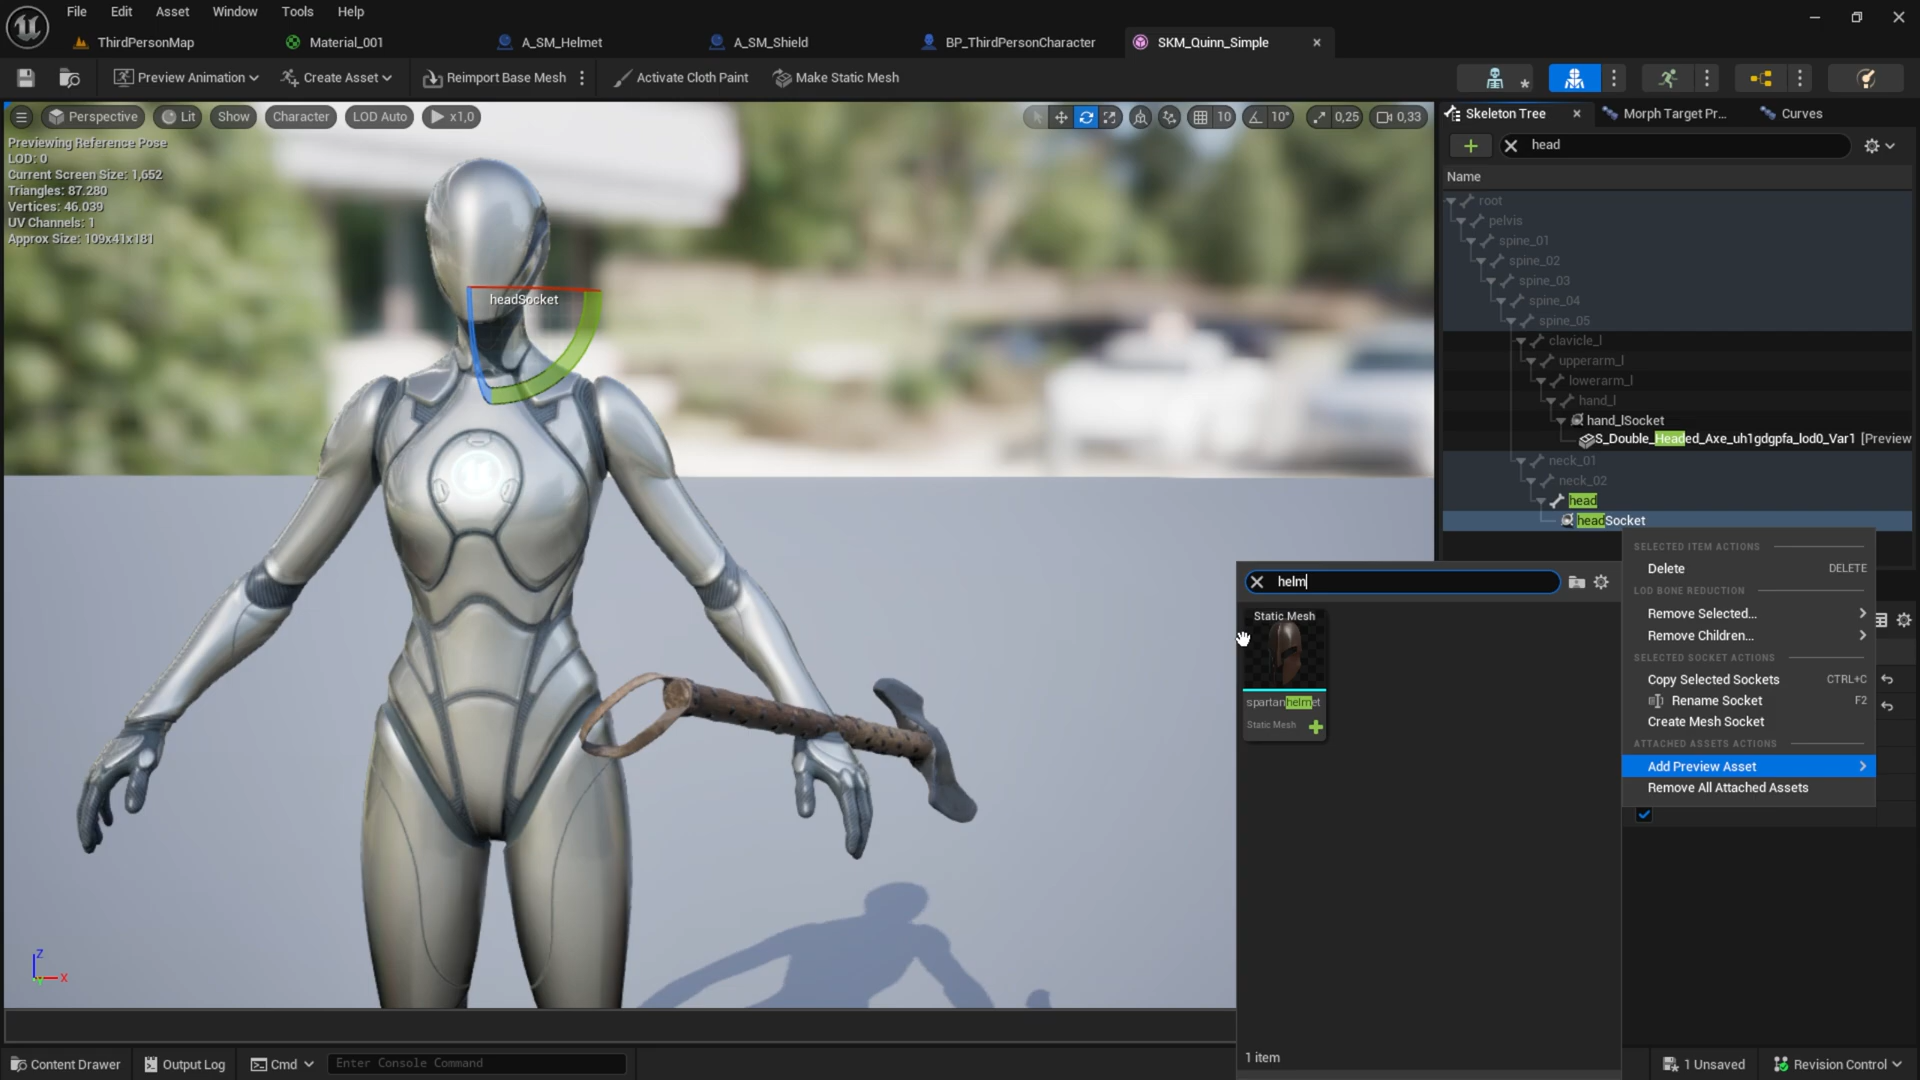 File Edit Asset Window Tools Help
ThirdPersonMap Material_001 A_SM_Helmet A_SM_Shield BP_ThirdPersonCharacter SKM_Quinn_Simple
Preview Animation Create Asset Reimport Base Mesh Activate Cloth Paint Make Static Mesh
Perspective Lit Show Character LOD Auto x1,0 10 10° 0,25 0,33
Previewing Reference Pose
LOD: 0
Current Screen Size: 1,652
Triangles: 87.280
Vertices: 46.039
UV Channels: 1
Approx Size: 109x41x181
headSocket
Z
X
Skeleton Tree Morph Target Pr... Curves
head
Name
root
pelvis
spine_01
spine_02
spine_03
spine_04
spine_05
clavicle_l
upperarm_l
lowerarm_l
hand_l
hand_lSocket
S_Double_Headed_Axe_uh1gdgpfa_lod0_Var1 [Preview
neck_01
neck_02
head
headSocket
SELECTED ITEM ACTIONS
Delete DELETE
LOD BONE REDUCTION
Remove Selected...
Remove Children...
SELECTED SOCKET ACTIONS
Copy Selected Sockets CTRL+C
Rename Socket F2
Create Mesh Socket
ATTACHED ASSETS ACTIONS
Add Preview Asset
Remove All Attached Assets
helm
Static Mesh
spartanhelmet
Static Mesh
1 item
Content Drawer Output Log Cmd Enter Console Command 1 Unsaved Revision Control